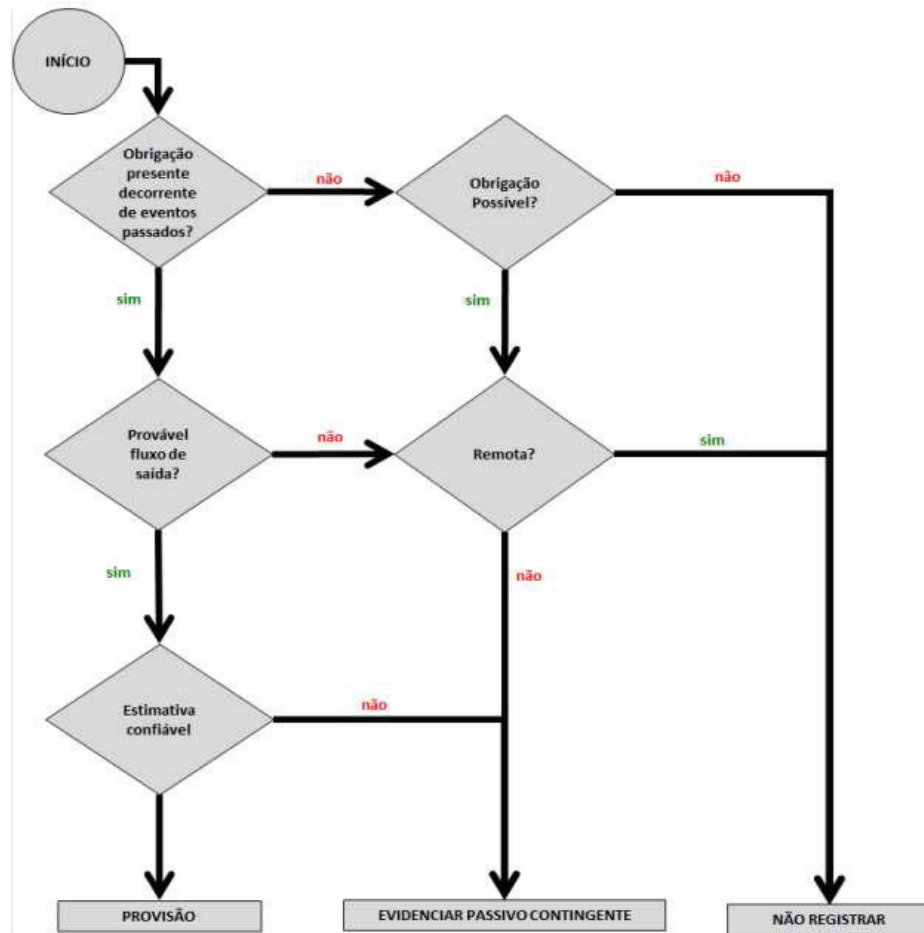 INÍCIO
Obrigação
presente
decorrente
de eventos
passados?
não
Obrigação
Possível?
não
sim
sim
Provável
fluxo de
saída?
não
Remota?
sim
sim
não
Estimativa
confiável
não
PROVISÃO
EVIDENCIAR PASSIVO CONTINGENTE
NÃO REGISTRAR